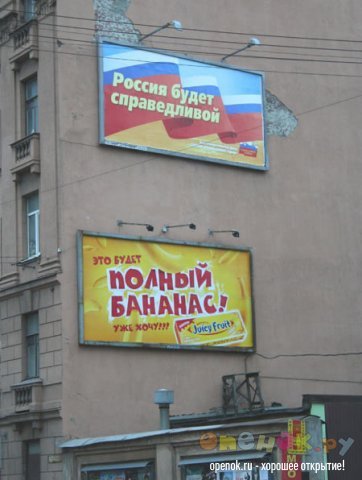 Россия будет
справедливой
ЭТО БУДЕТ
ПОЛНЫЙ
БАНАНАС!
УЖЕ ХОЧУ???
Juicy Fruit
openok.ru - хорошее открытие!